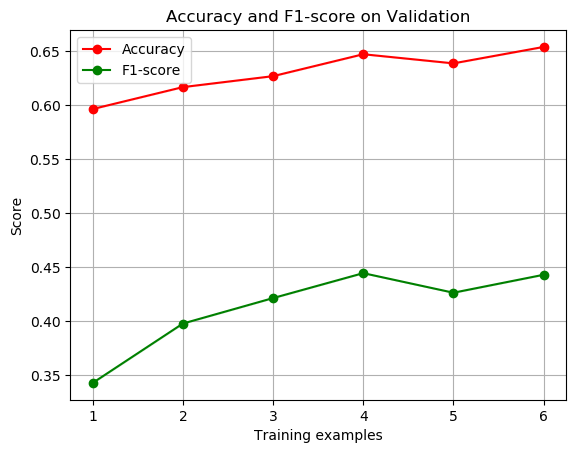 Accuracy and F1-score on Validation
Accuracy
F1-score
0.65
0.60
0.55
0.50
0.45
0.40
0.35
Score
1 2 3 4 5 6
Training examples